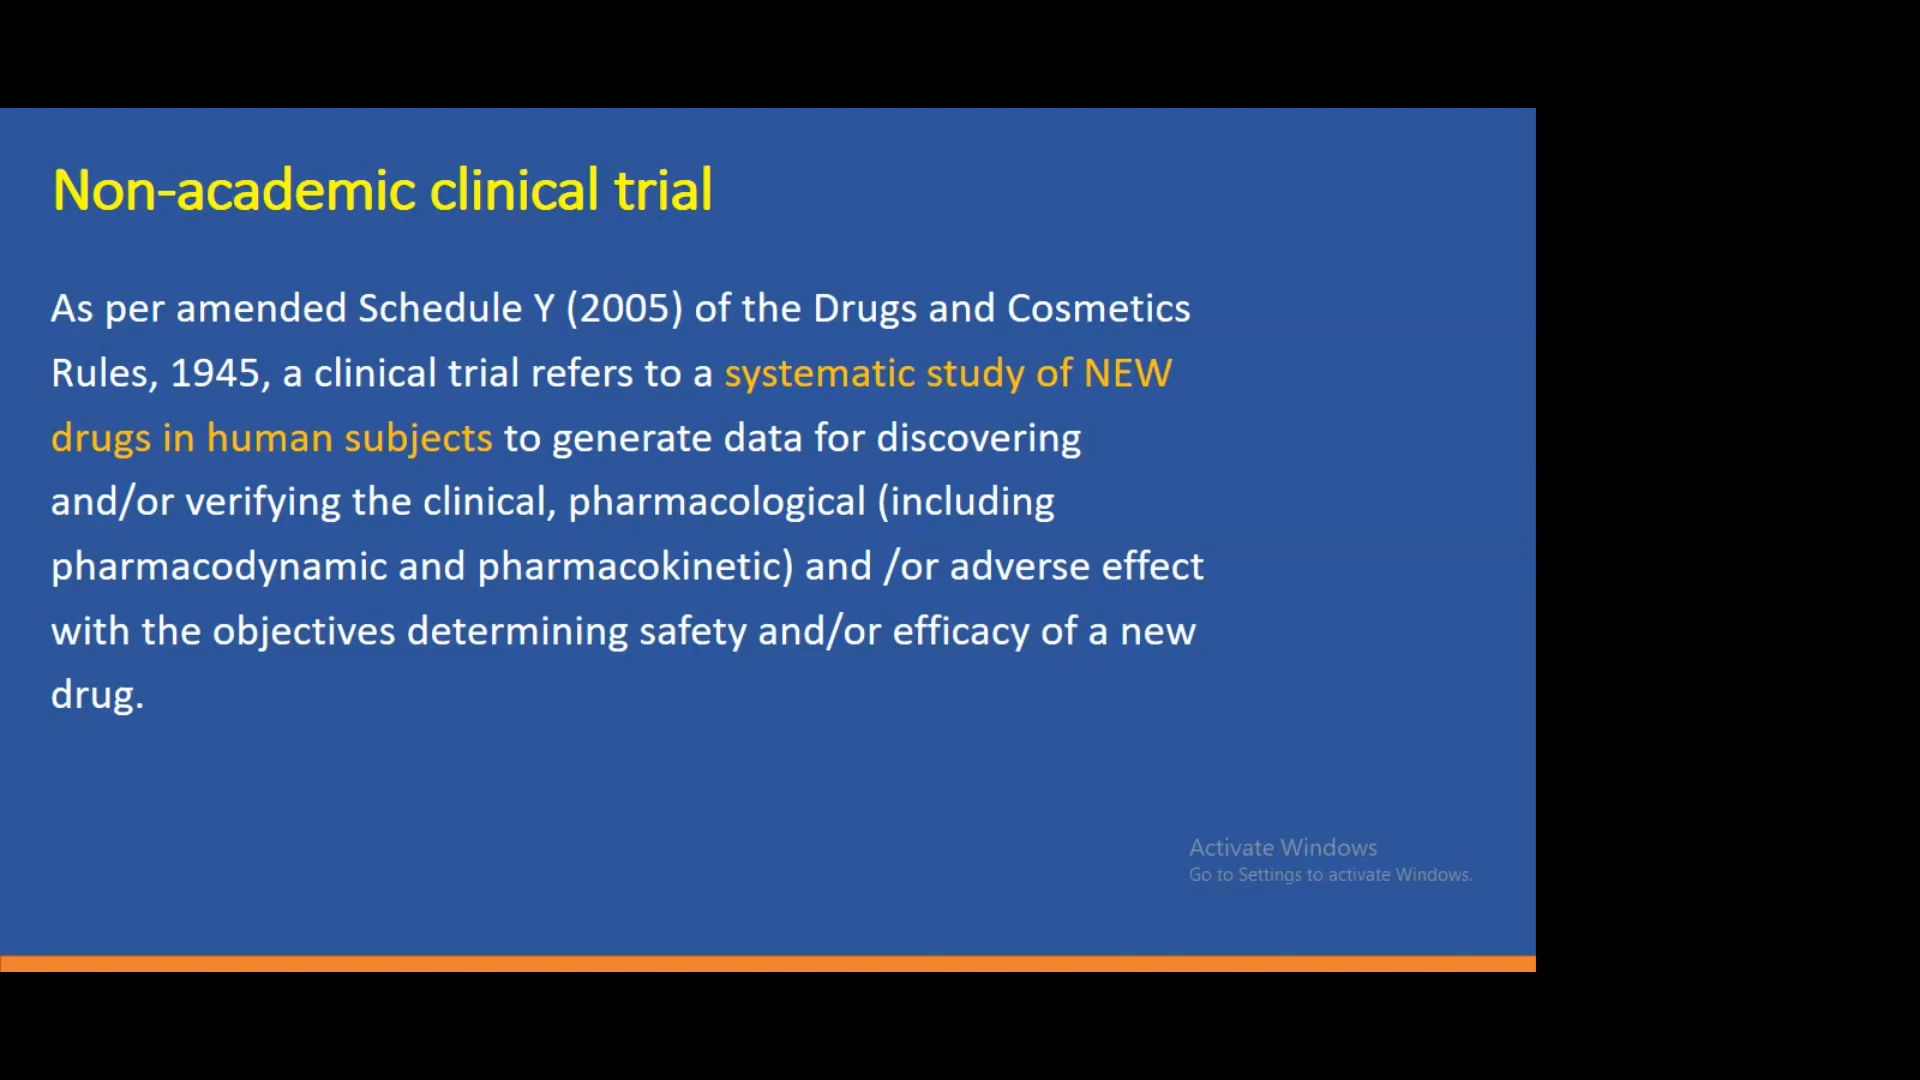 Non-academic clinical trial
As per amended Schedule Y (2005) of the Drugs and Cosmetics
Rules, 1945, a clinical trial refers to a systematic study of NEW
drugs in human subjects to generate data for discovering
and/or verifying the clinical, pharmacological (including
pharmacodynamic and pharmacokinetic) and /or adverse effect
with the objectives determining safety and/or efficacy of a new
drug.
Activate Windows
Go to Settings to activate Windows.